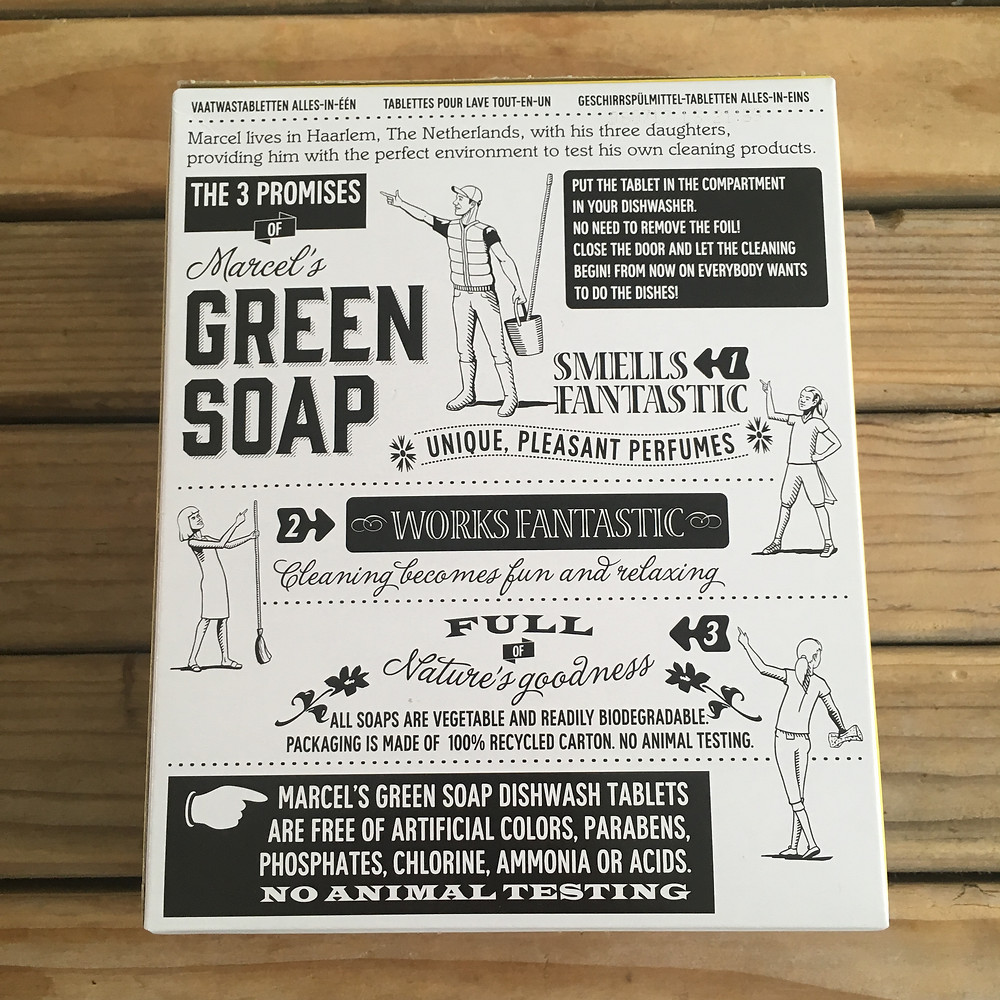 VAATWASTABLETTEN ALLES-IN-ÉÉN TABLETTES POUR LAVE TOUT-EN-UN GESCHIRRSPÜLMITTEL-TABLETTEN ALLES-IN-EINS
Marcel lives in Haarlem, The Netherlands, with his three daughters,
providing him with the perfect environment to test his own cleaning products.
THE 3 PROMISES
OF
Marcel's
GREEN
SOAP
PUT THE TABLET IN THE COMPARTMENT
IN YOUR DISHWASHER.
NO NEED TO REMOVE THE FOIL!
CLOSE THE DOOR AND LET THE CLEANING
BEGIN! FROM NOW ON EVERYBODY WANTS
TO DO THE DISHES!
SMELLS 1
FANTASTIC
UNIQUE, PLEASANT PERFUMES
2 WORKS FANTASTIC
Cleaning becomes fun and relaxing
FULL 3
OF
Nature's goodness
ALL SOAPS ARE VEGETABLE AND READILY BIODEGRADABLE.
PACKAGING IS MADE OF 100% RECYCLED CARTON. NO ANIMAL TESTING.
MARCEL'S GREEN SOAP DISHWASH TABLETS
ARE FREE OF ARTIFICIAL COLORS, PARABENS,
PHOSPHATES, CHLORINE, AMMONIA OR ACIDS.
NO ANIMAL TESTING